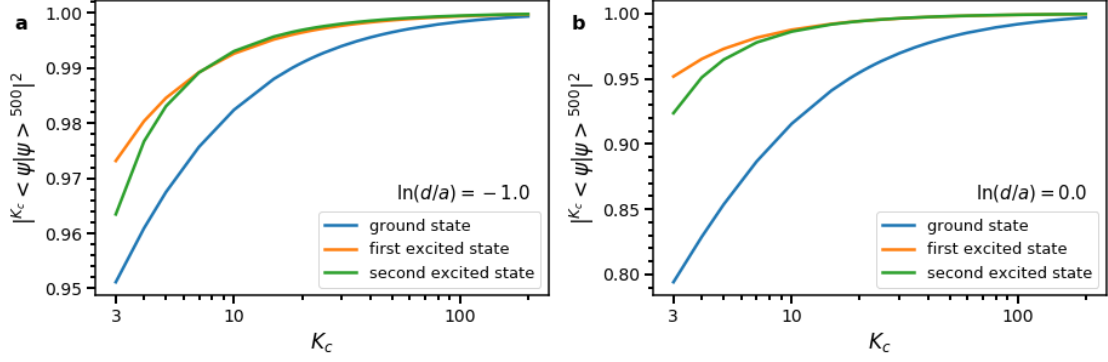 a
1.00
0.99
0.98
0.97
0.96
0.95
|^{K_c} < ψ|ψ >^{500}|^2
ln(d/a) = − 1.0
ground state
first excited state
second excited state
3
10
100
K_c
b
1.00
0.95
0.90
0.85
0.80
|^{K_c} < ψ|ψ >^{500}|^2
ln(d/a) = 0.0
ground state
first excited state
second excited state
3
10
100
K_c